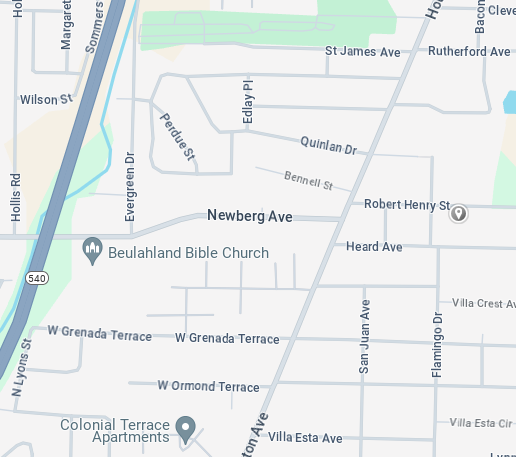 Margaret
Sommers
Hou
Bacon
Cleve
St James Ave
Rutherford Ave
Wilson St
Edlay Pl
Perdue St
Quinlan Dr
Evergreen Dr
Bennell St
Hollis Rd
Robert Henry St
Newberg Ave
Heard Ave
Beulahland Bible Church
540
Villa Crest Av
San Juan Ave
Flamingo Dr
W Grenada Terrace
W Grenada Terrace
N Lyons St
W Ormond Terrace
Colonial Terrace
Apartments
ton Ave
Villa Esta Ave
Villa Esta Cir